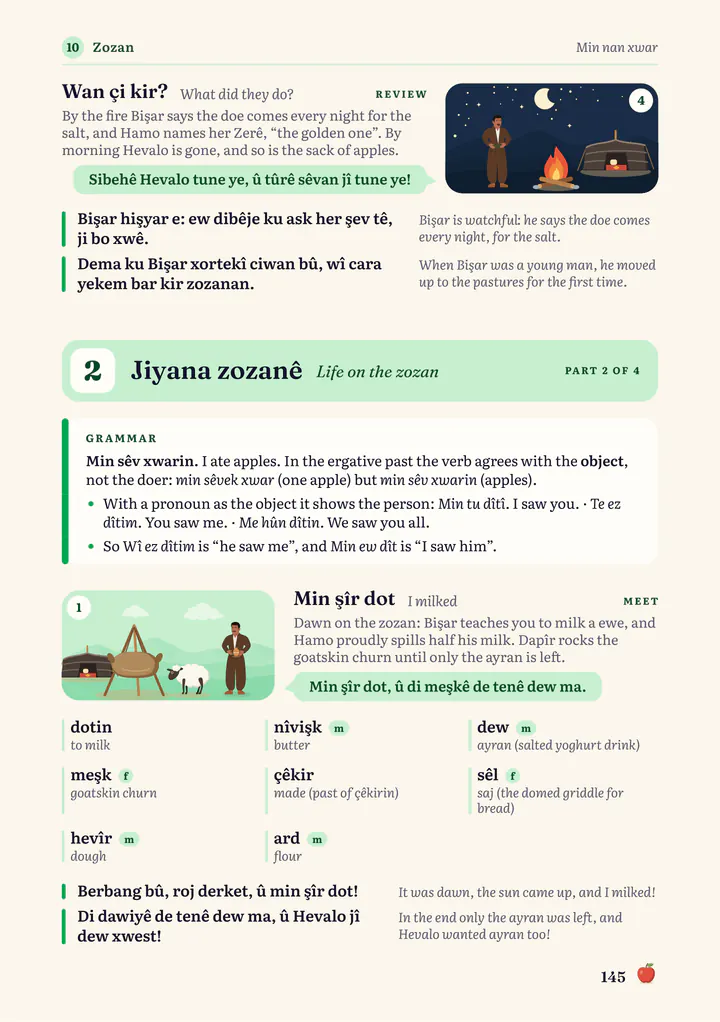 10 Zozan
Min nan xwar
Wan çi kir? What did they do? REVIEW
By the fire Bişar says the doe comes every night for the
salt, and Hamo names her Zerê, “the golden one”. By
morning Hevalo is gone, and so is the sack of apples.
Sibehê Hevalo tune ye, û tûrê sêvan jî tune ye!
4
Bişar hişyar e: ew dibêje ku ask her şev tê,
ji bo xwê.
Bişar is watchful: he says the doe comes
every night, for the salt.
Dema ku Bişar xortekî ciwan bû, wî cara
yekem bar kir zozanan.
When Bişar was a young man, he moved
up to the pastures for the first time.
2 Jiyana zozanê Life on the zozan PART 2 OF 4
GRAMMAR
Min sêv xwarin. I ate apples. In the ergative past the verb agrees with the object,
not the doer: min sêvek xwar (one apple) but min sêv xwarin (apples).
• With a pronoun as the object it shows the person: Min tu dîtî. I saw you. · Te ez
dîtim. You saw me. · Me hûn dîtin. We saw you all.
• So Wî ez dîtim is “he saw me”, and Min ew dît is “I saw him”.
1
Min şîr dot I milked MEET
Dawn on the zozan: Bişar teaches you to milk a ewe, and
Hamo proudly spills half his milk. Dapîr rocks the
goatskin churn until only the ayran is left.
Min şîr dot, û di meşkê de tenê dew ma.
dotin
to milk
nîvişk m
butter
dew m
ayran (salted yoghurt drink)
meşk f
goatskin churn
çêkir
made (past of çêkirin)
sêl f
saj (the domed griddle for
bread)
hevîr m
dough
ard m
flour
Berbang bû, roj derket, û min şîr dot!
It was dawn, the sun came up, and I milked!
Di dawiyê de tenê dew ma, û Hevalo jî
dew xwest!
In the end only the ayran was left, and
Hevalo wanted ayran too!
145